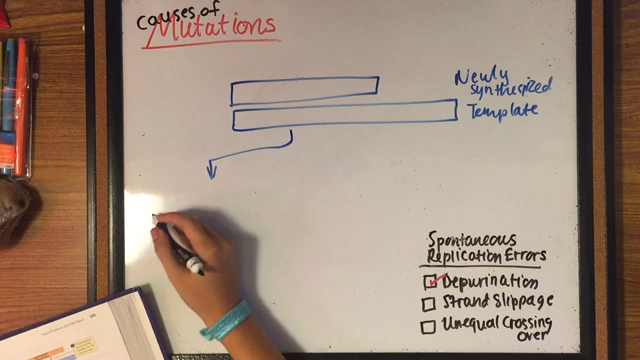 causes of
Mutations
Newly
synthesized
Template
Spontaneous
Replication Errors
Depurination
Strand Slippage
Unequal Crossing
over